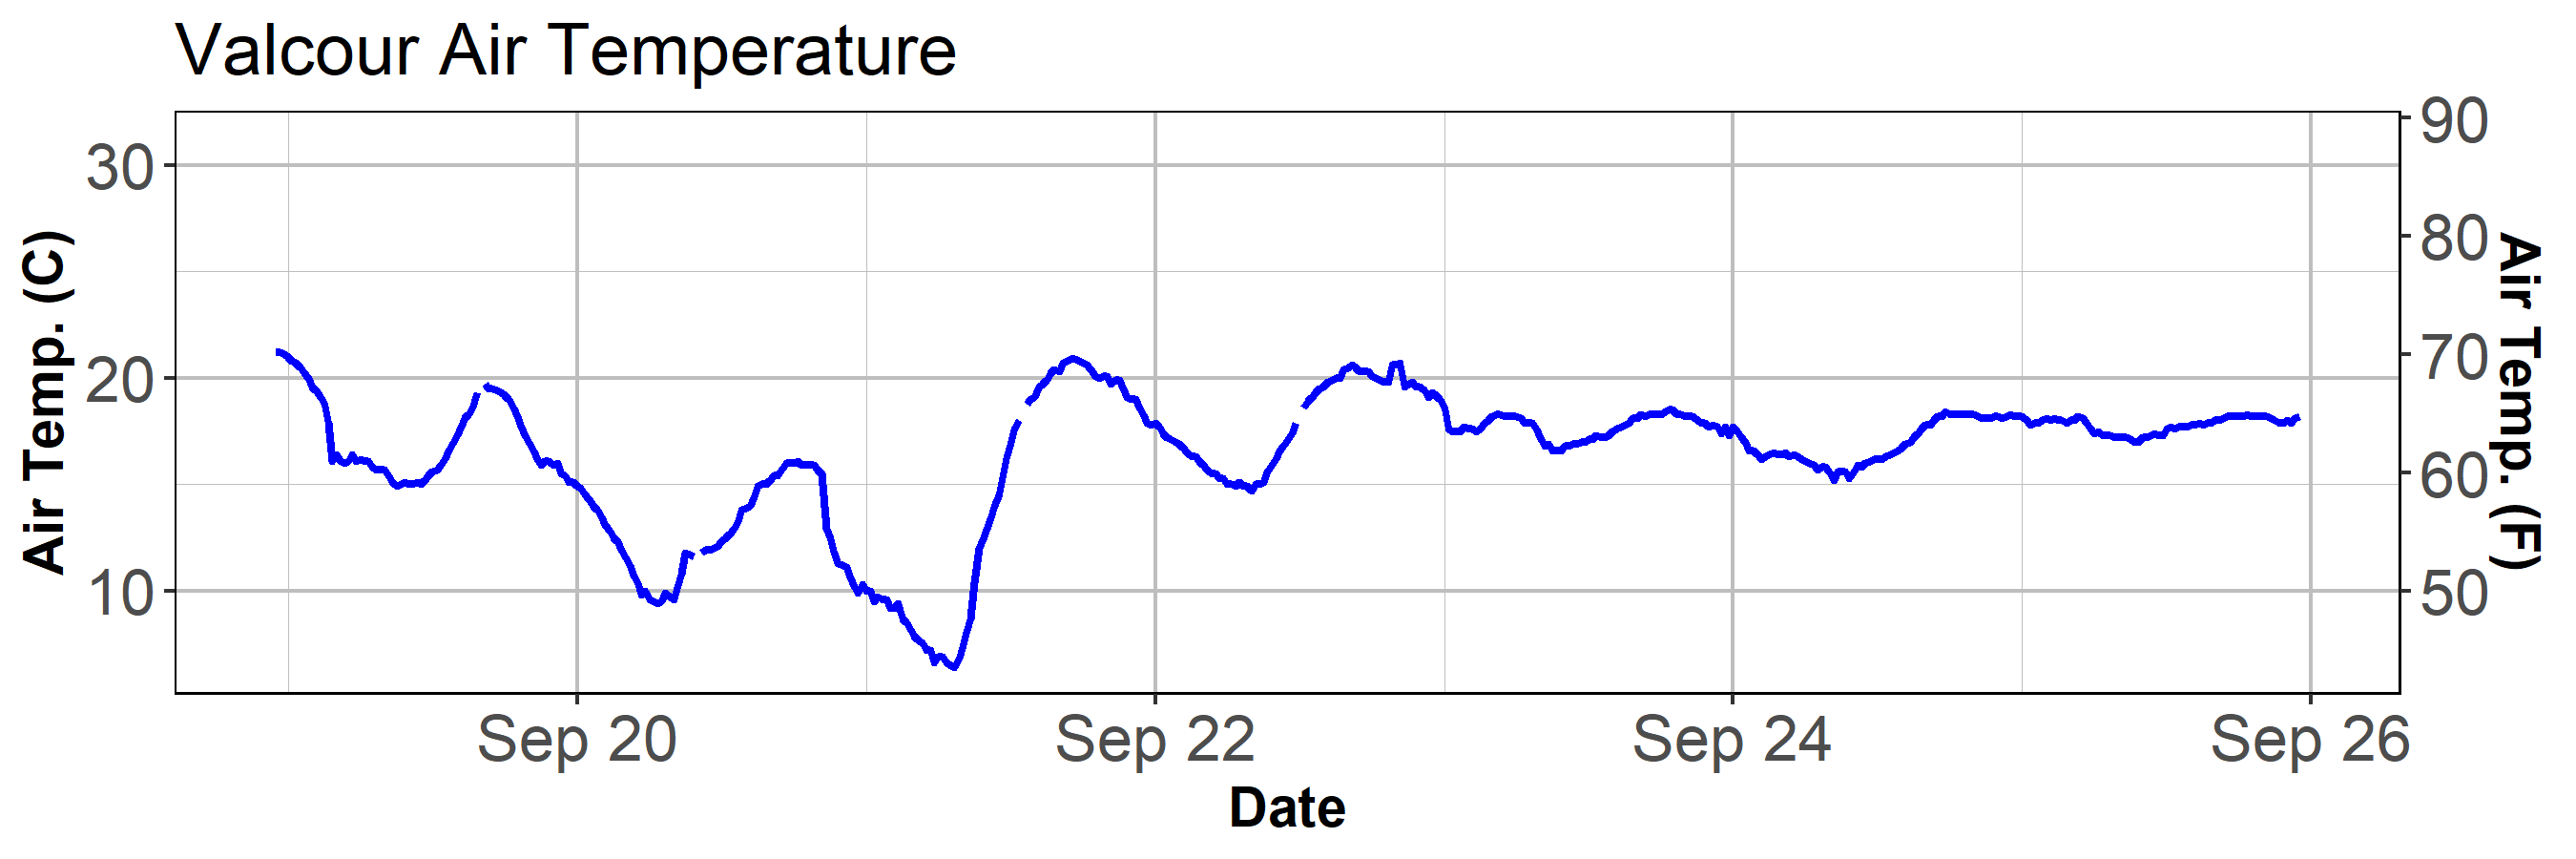 Valcour Air Temperature
Air Temp. (C)
30
20
10
90
80
70
60
50
Air Temp. (F)
Sep 20
Sep 22
Sep 24
Sep 26
Date